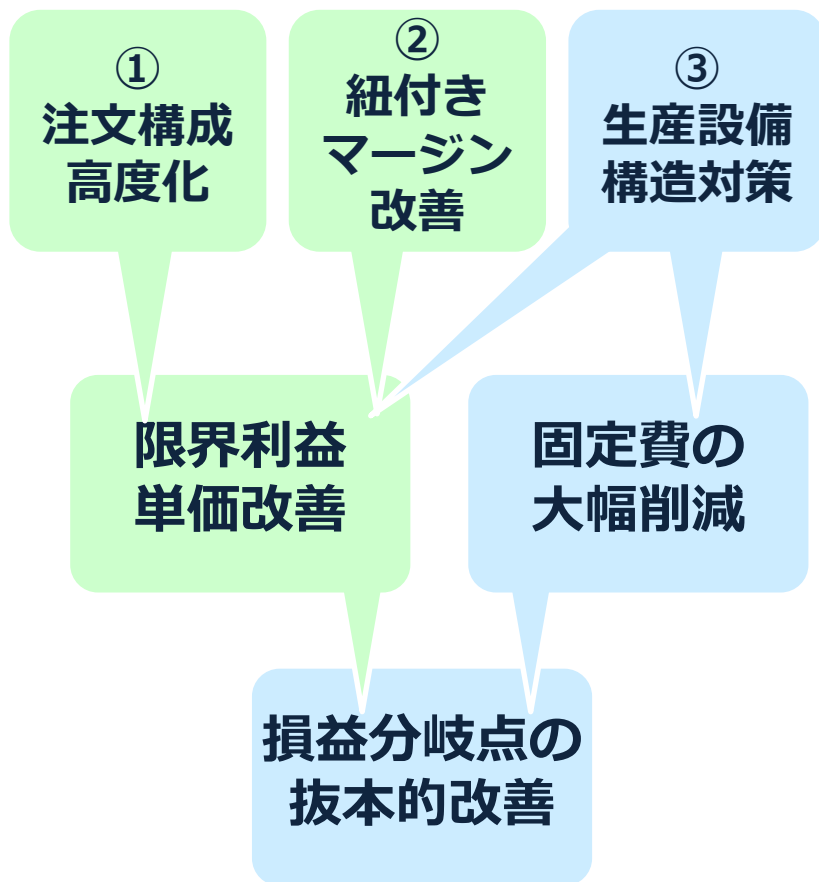 ①
注文構成
高度化
②
紐付き
マージン
改善
③
生産設備
構造対策
限界利益
単価改善
固定費の
大幅削減
損益分岐点の
抜本的改善